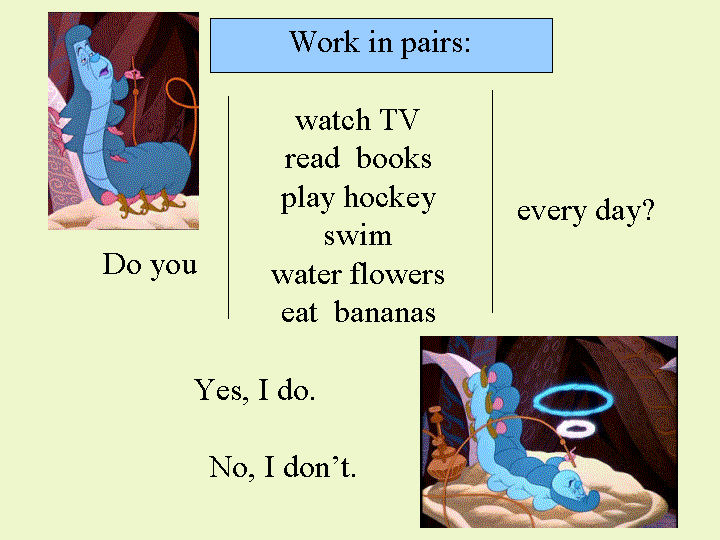 Work in pairs:
Do you
watch TV
read books
play hockey
swim
water flowers
eat bananas
every day?
Yes, I do.
No, I don’t.